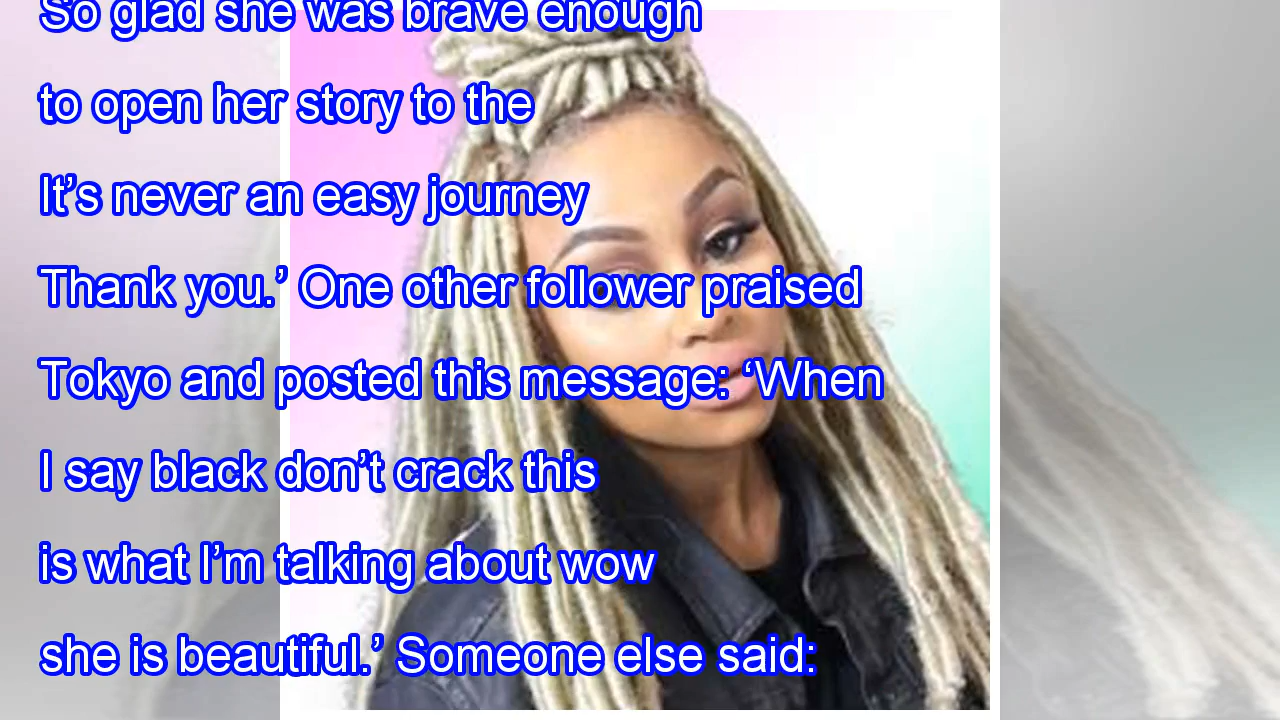 So glad she was brave enough
to open her story to the
It’s never an easy journey
Thank you.’ One other follower praised
Tokyo and posted this message: ‘When
I say black don’t crack this
is what I’m talking about wow
she is beautiful.’ Someone else said: